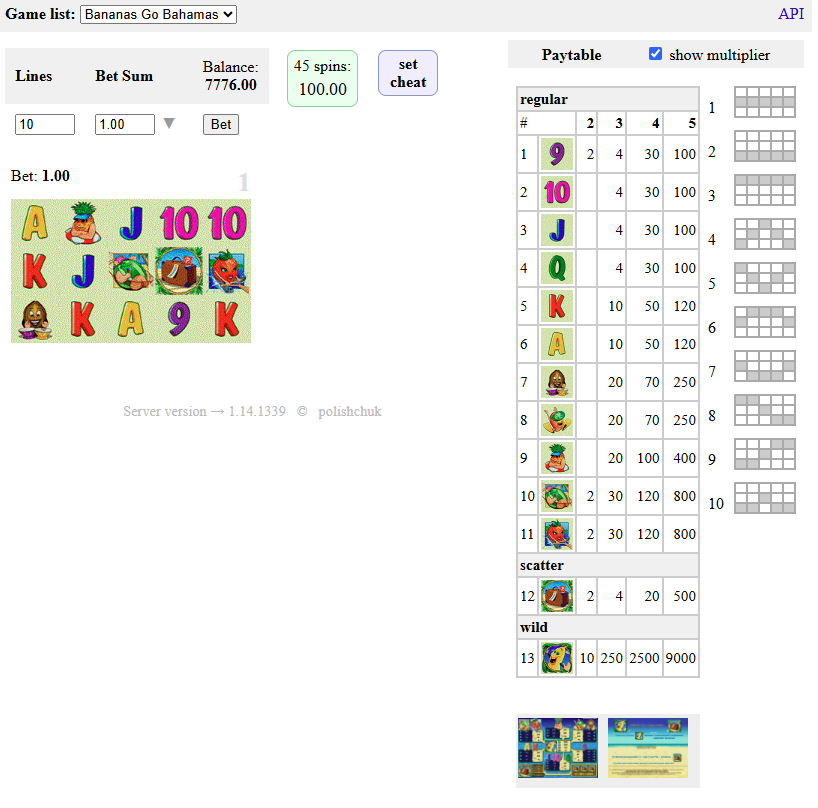 Game list: Bananas Go Bahamas API
Lines Bet Sum Balance: 7776.00
45 spins: 100.00
set cheat
10 1.00 ▼ Bet
Bet: 1.00 1
A J 10 10
K J
K A 9 K
Server version → 1.14.1339 © polishchuk
Paytable show multiplier
regular
# 2 3 4 5
1 9 2 4 30 100
2 10 4 30 100
3 J 4 30 100
4 Q 4 30 100
5 K 10 50 120
6 A 10 50 120
7 20 70 250
8 20 70 250
9 20 100 400
10 2 30 120 800
11 2 30 120 800
scatter
12 2 4 20 500
wild
13 10 250 2500 9000
1
2
3
4
5
6
7
8
9
10